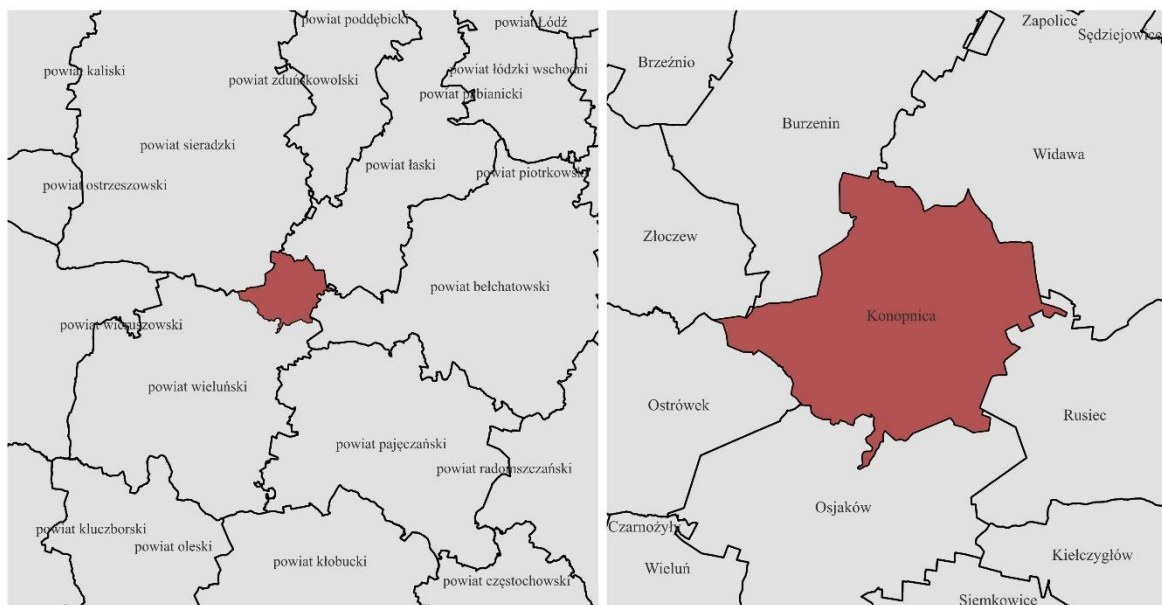 powiat poddębicki
powiat Łódź
powiat kaliski
powiat zduńskowolski
powiat łódzki wschodni
powiat pabianicki
powiat sieradzki
powiat łaski
powiat piotrkowski
powiat ostrzeszowski
powiat bełchatowski
powiat wieruszowski
powiat wieluński
powiat pajęczański
powiat radomszczański
powiat kluczborski
powiat oleski
powiat kłobucki
powiat częstochowski
Zapolice
Sędziejowice
Brzeźnio
Burzenin
Widawa
Złoczew
Konopnica
Ostrówek
Rusiec
Osjaków
Czarnożyły
Wieluń
Kiełczygłów
Siemkowice